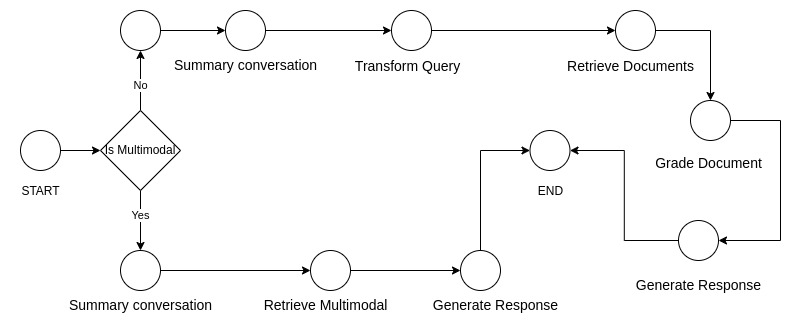 Summary conversation
Transform Query
Retrieve Documents
No
Is Multimodal
START
Grade Document
END
Yes
Generate Response
Summary conversation
Retrieve Multimodal
Generate Response